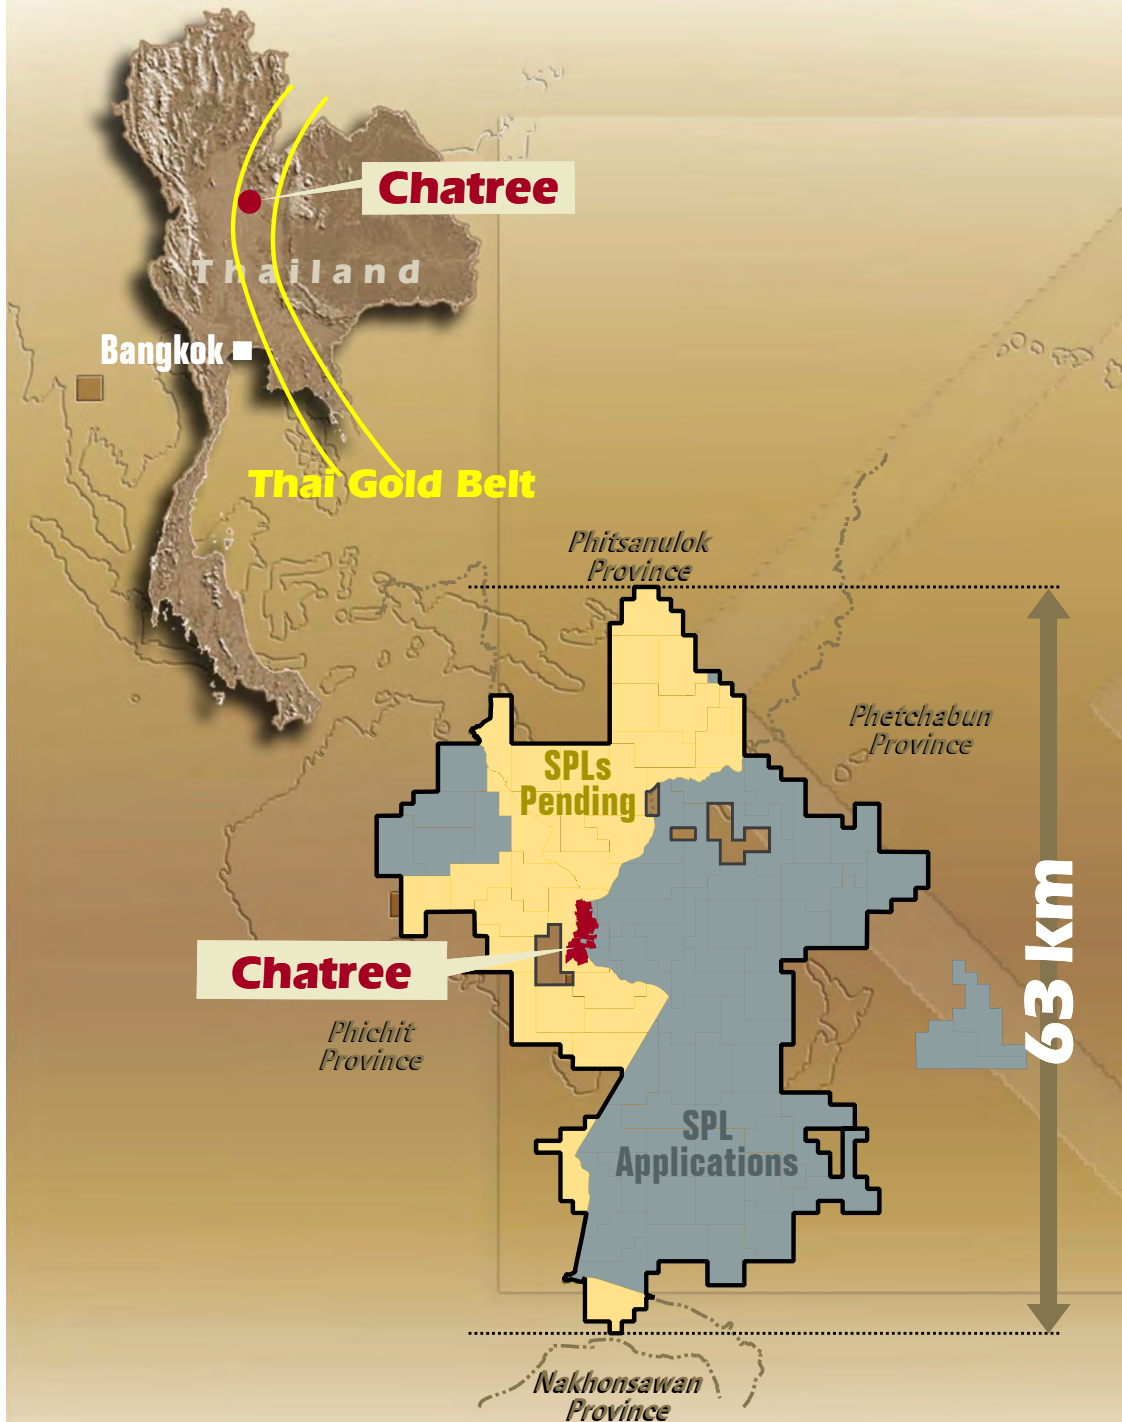 Chatree
Thailand
Bangkok
Thai Gold Belt
Phitsanulok
Province
Phetchabun
Province
SPLs
Pending
63 km
Chatree
Phichit
Province
SPL
Applications
Nakhonsawan
Province